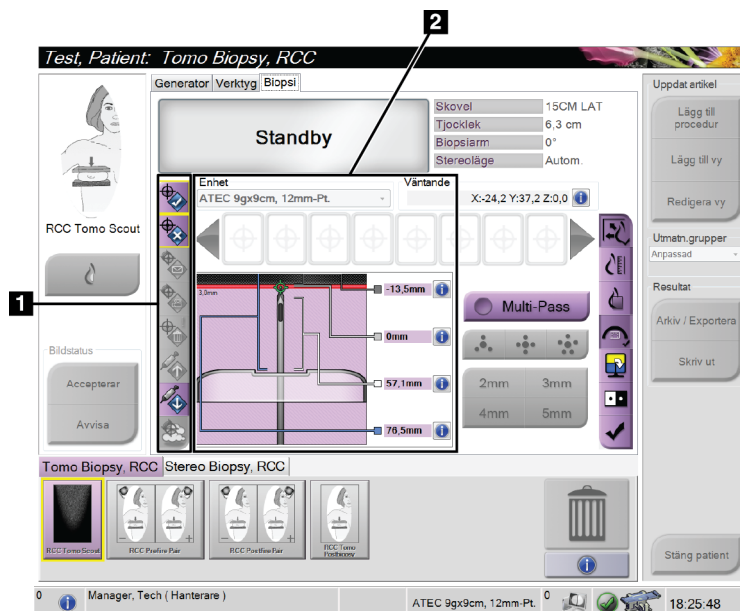 2
Test, Patient: Tomo Biopsy, RCC
Generator Verktyg Biopsi
Standby
Skovel 15CM LAT
Tjocklek 6,3 cm
Biopsiarm 0°
Stereoläge Autom.
Enhet
ATEC 9gx9cm, 12mm-Pt.
Väntande
X:-24,2 Y:37,2 Z:0,0
RCC Tomo Scout
1
3,0mm
-13,5mm
0mm
57,1mm
76,5mm
Multi-Pass
2mm 3mm
4mm 5mm
Bildstatus
Accepterar
Avvisa
Uppdat artikel
Lägg till procedur
Lägg till vy
Redigera vy
Utmatn.grupper
Anpassad
Resultat
Arkiv / Exportera
Skriv ut
Stäng patient
Tomo Biopsy, RCC Stereo Biopsy, RCC
RCC Tomo Scout
RCC Prefire Pair
RCC Postfire Pair
RCC Tomo Postbiopsy
0
Manager, Tech ( Hanterare )
ATEC 9gx9cm, 12mm-Pt.
0
18:25:48